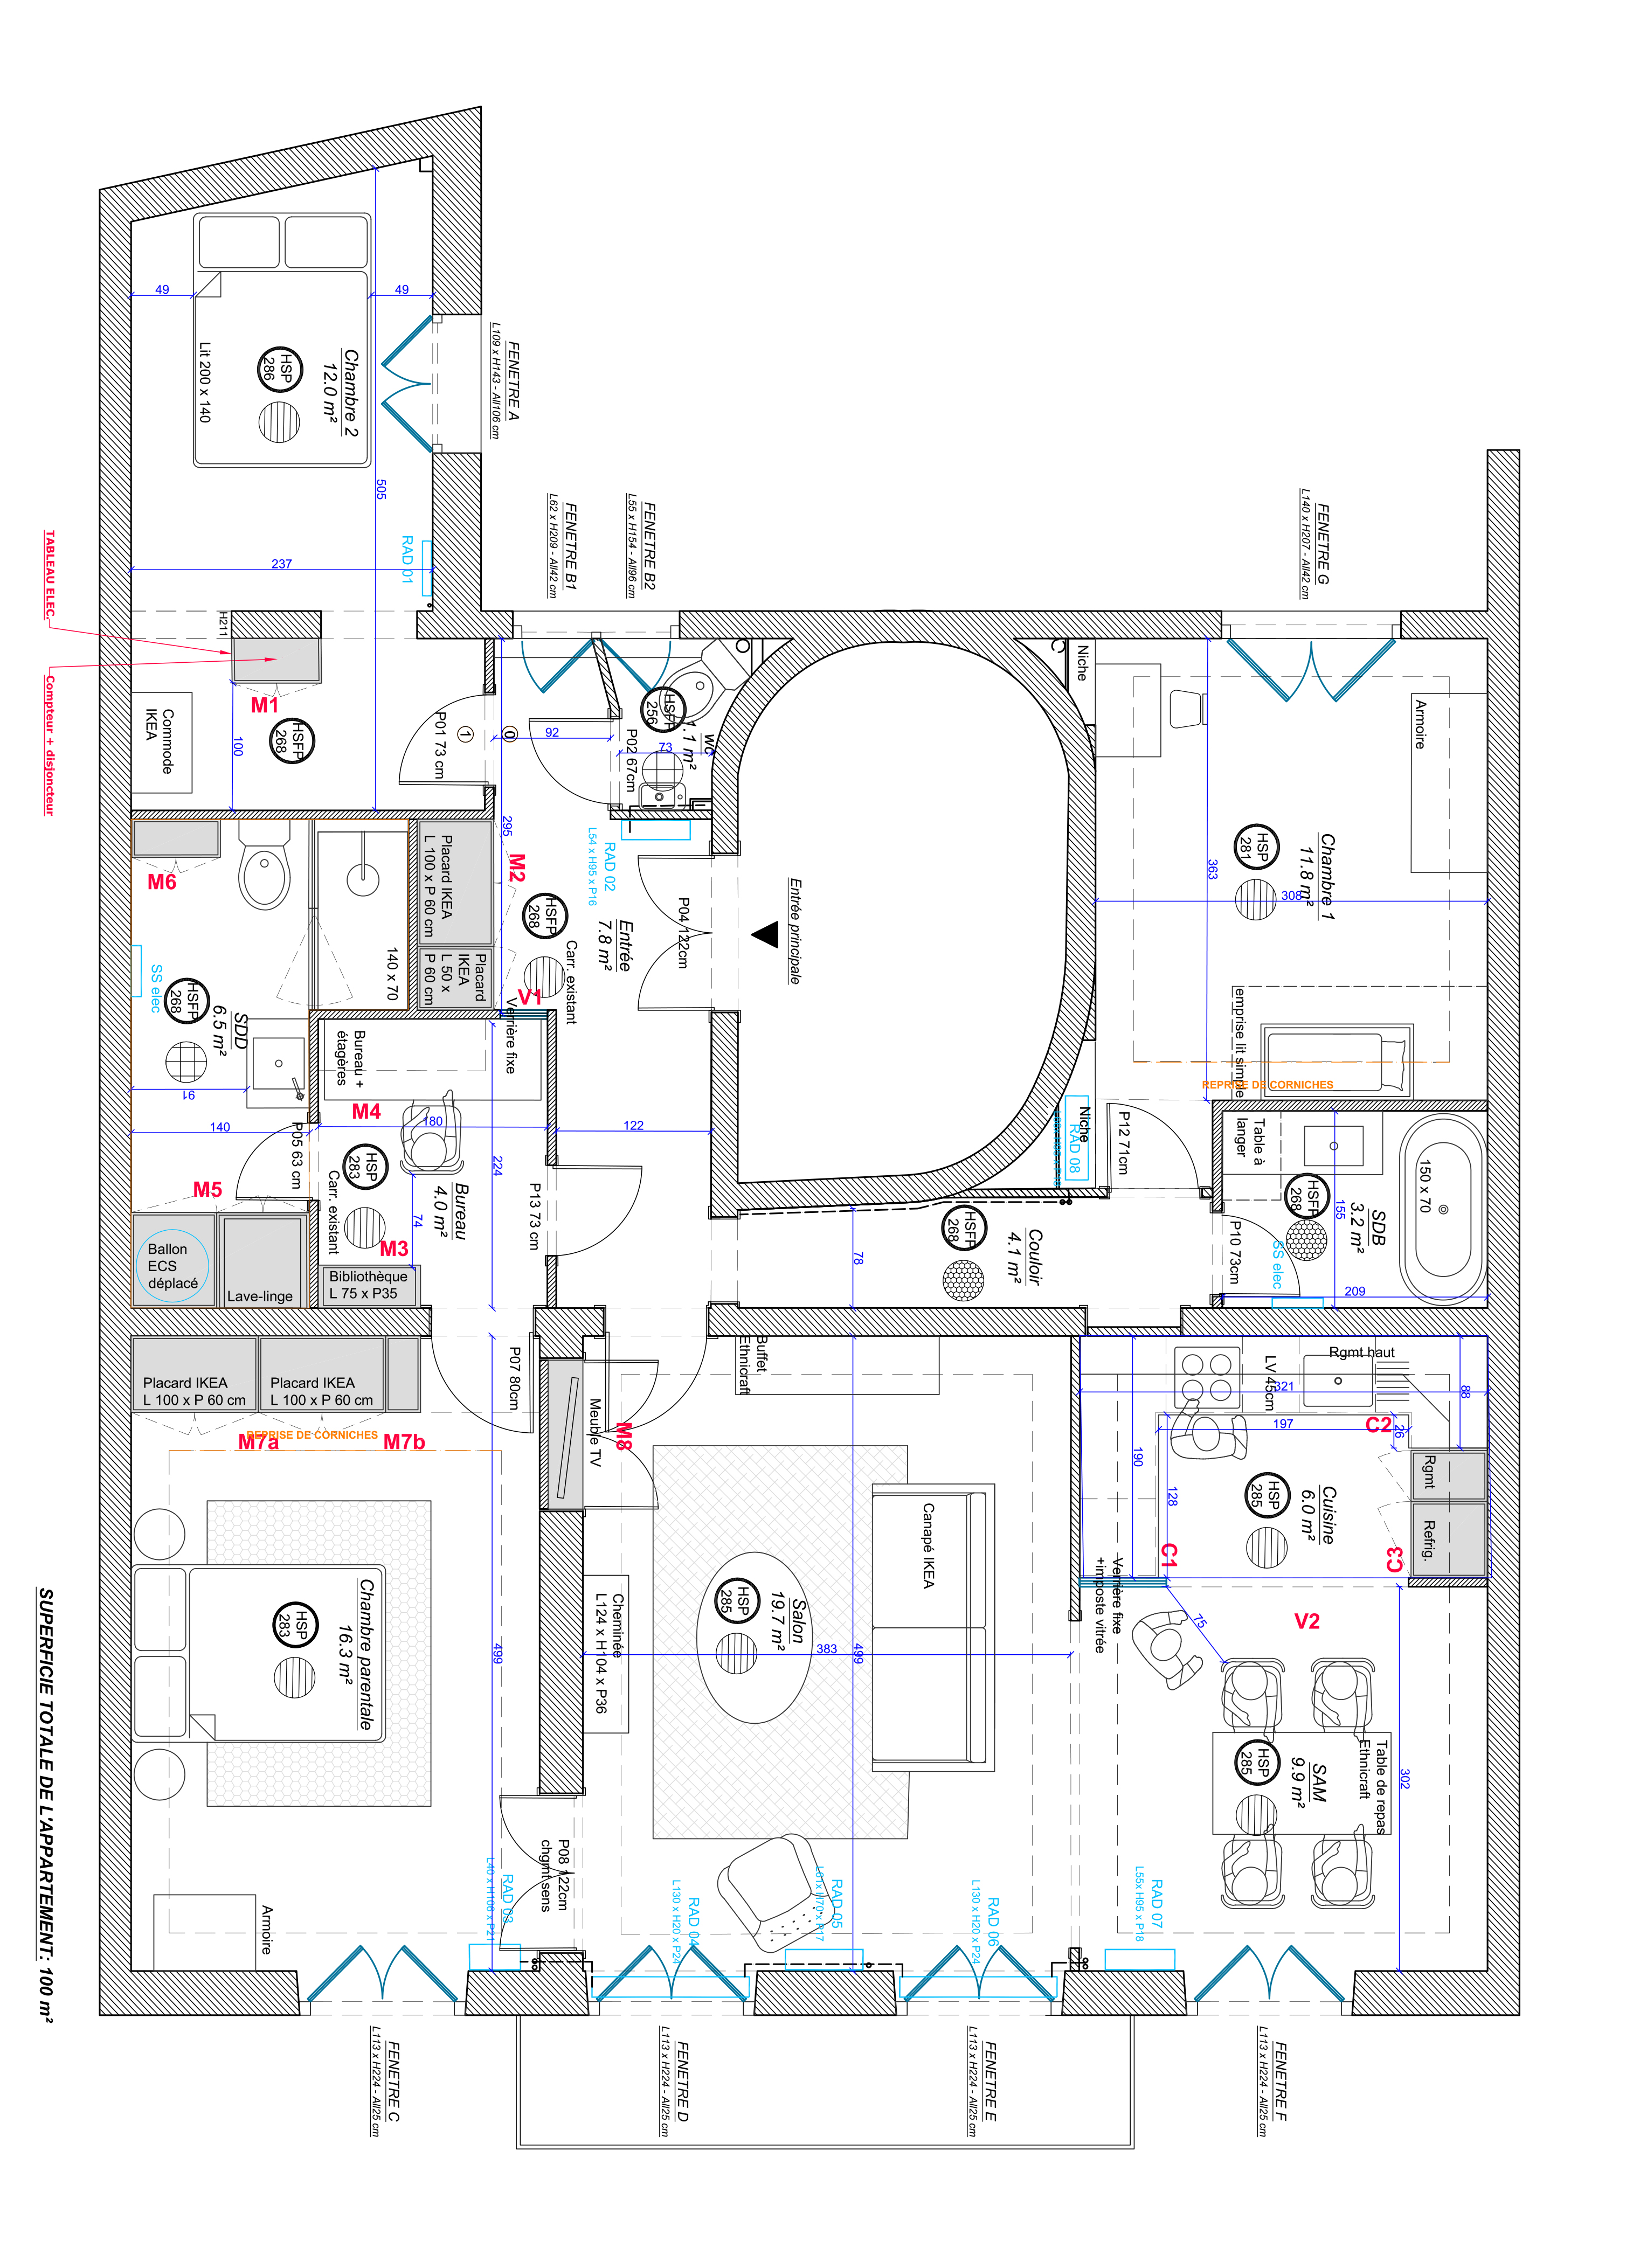 FENETRE A
L109 x H143 - All106 cm
49
49
Chambre 2
12.0 m²
HSP
286
Lit 200 x 140
505
237
RAD 01
H211
TABLEAU ELEC.
Compteur + disjoncteur
M1
HSFP
268
100
Commode
IKEA
P01 73 cm
1
0
FENETRE B1
L62 x H209 - All42 cm
FENETRE B2
L55 x H154 - All96 cm
FENETRE G
L140 x H207 - All42 cm
WC
1.1 m²
HSFP
256
92
73
P02 67cm
RAD 02
L54 x H95 x P16
295
Niche
Armoire
363
Chambre 1
11.8 m²
HSP
281
308
emprise lit simple
REPRISE DE CORNICHES
Entrée principale
P04 122cm
Entrée
7.8 m²
HSFP
268
Carr. existant
M2
Placard IKEA
L 100 x P 60 cm
Placard
IKEA
L 50 x
P 60 cm
V1
Verrière fixe
M6
140 x 70
SS elec
HSFP
268
SDD
6.5 m²
91
140
P05 63 cm
M5
Ballon
ECS
déplacé
Lave-linge
Bureau +
étagères
M4
180
HSP
283
Bureau
4.0 m²
224
74
Carr. existant
M3
Bibliothèque
L 75 x P35
122
P13 73 cm
Niche
RAD 08
P12 71cm
78
HSFP
268
Couloir
4.1 m²
P10 73cm
Table à
langer
150 x 70
HSFP
268
SDB
3.2 m²
155
SS elec
209
Placard IKEA
L 100 x P 60 cm
Placard IKEA
L 100 x P 60 cm
REPRISE DE CORNICHES
M7a
M7b
P07 80cm
Meuble TV
M8
Buffet
Ethnicraft
Rgmt haut
LV 45cm
321
88
197
26
C2
190
128
Rgmt
Refrig.
HSP
285
Cuisine
6.0 m²
C1
C3
Verrière fixe
+imposte vitrée
V2
75
Canapé IKEA
Cheminée
L124 x H104 x P36
HSP
285
Salon
19.7 m²
383
499
499
Chambre parentale
16.3 m²
HSP
283
Table de repas
Ethnicraft
HSP
285
SAM
9.9 m²
302
P08 122cm
chgmt sens
RAD 03
L40 x H106 x P21
RAD 04
L130 x H20 x P24
RAD 05
L61x H70 x P17
RAD 06
L130 x H20 x P24
RAD 07
L55x H95 x P18
Armoire
FENETRE C
L113 x H224 - All25 cm
FENETRE D
L113 x H224 - All25 cm
FENETRE E
L113 x H224 - All25 cm
FENETRE F
L113 x H224 - All25 cm
SUPERFICIE TOTALE DE L'APPARTEMENT: 100 m²